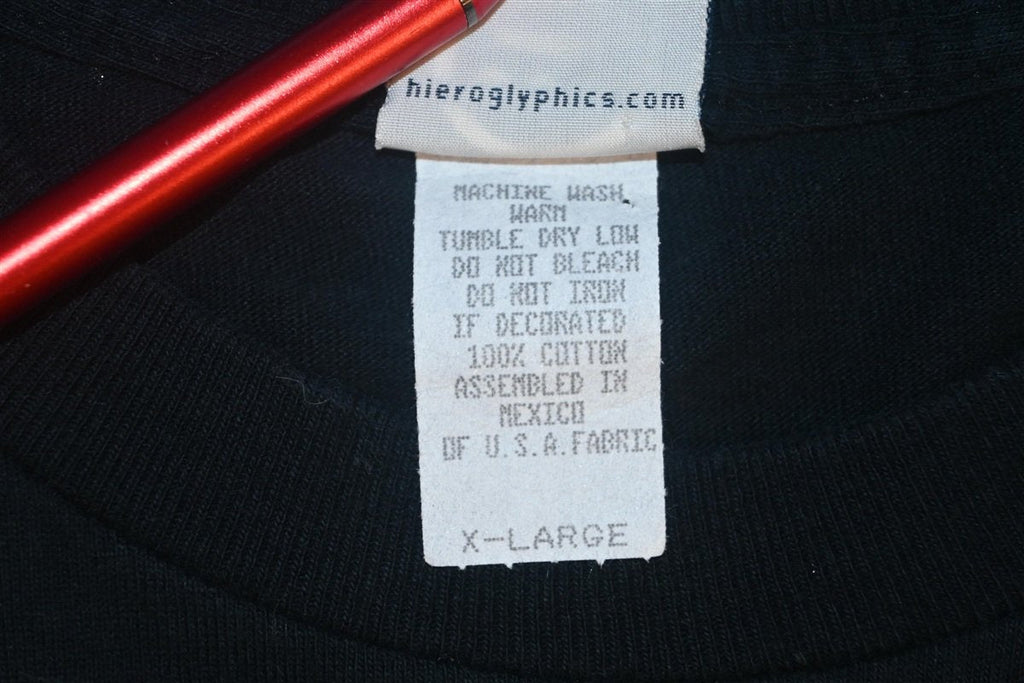 hieroglyphics.com
MACHINE WASH
WARM
TUMBLE DRY LOW
DO NOT BLEACH
DO NOT IRON
IF DECORATED
100% COTTON
ASSEMBLED IN
MEXICO
OF U.S.A.FABRIC
X-LARGE